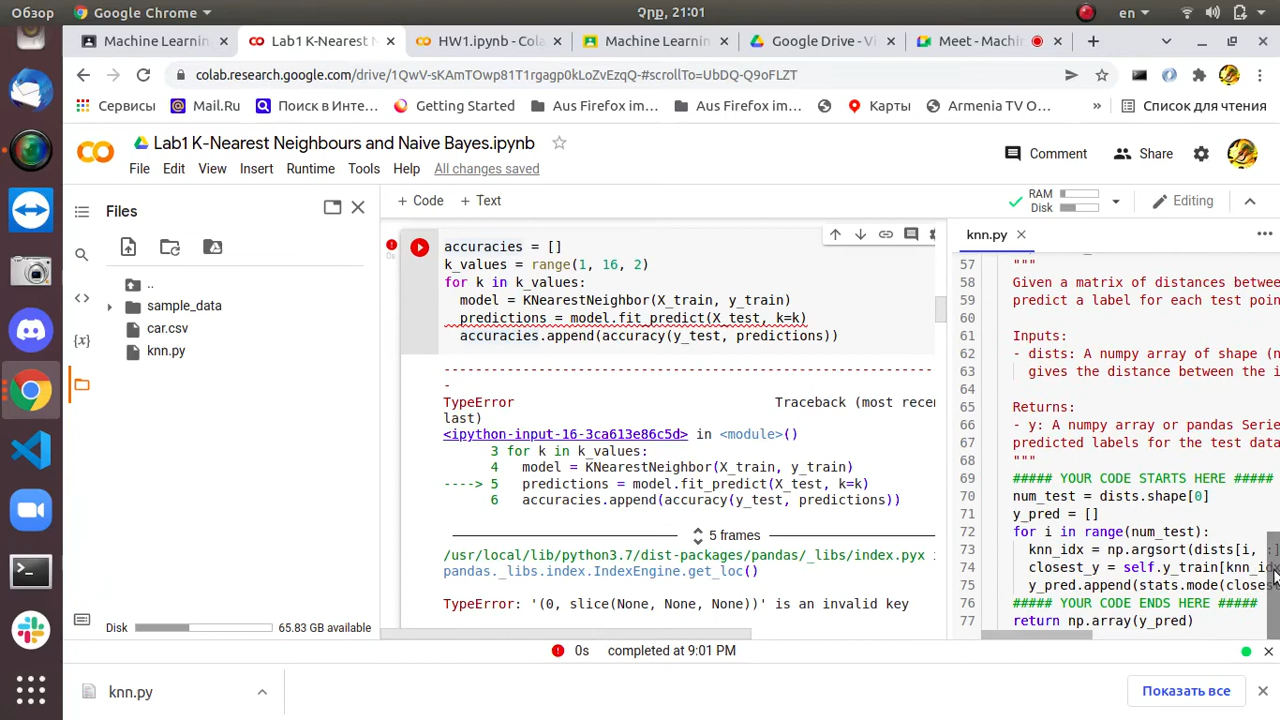 Обзор
Google Chrome
Չրք, 21:01
en
Machine Learnin
Lab1 K-Nearest N
HW1.ipynb - Cola
Machine Learnin
Google Drive - Vi
Meet - Machin
colab.research.google.com/drive/1QwV-sKAmTOwp81T1rgagp0kLoZvEzqQ-#scrollTo=UbDQ-Q9oFLZT
Сервисы
Mail.Ru
Поиск в Инте...
Getting Started
Aus Firefox im...
Aus Firefox im...
Карты
Armenia TV O...
»
Список для чтения
Lab1 K-Nearest Neighbours and Naive Bayes.ipynb
File Edit View Insert Runtime Tools Help All changes saved
Comment
Share
Files
+ Code + Text
RAM
Disk
Editing
..
sample_data
car.csv
knn.py
Disk
65.83 GB available
0s
accuracies = []
k_values = range(1, 16, 2)
for k in k_values:
model = KNearestNeighbor(X_train, y_train)
predictions = model.fit_predict(X_test, k=k)
accuracies.append(accuracy(y_test, predictions))
---------------------------------------------------------------------------
-
TypeError Traceback (most recen
last)
<ipython-input-16-3ca613e86c5d> in <module>()
3 for k in k_values:
4 model = KNearestNeighbor(X_train, y_train)
----> 5 predictions = model.fit_predict(X_test, k=k)
6 accuracies.append(accuracy(y_test, predictions))
5 frames
/usr/local/lib/python3.7/dist-packages/pandas/_libs/index.pyx i
pandas._libs.index.IndexEngine.get_loc()
TypeError: '(0, slice(None, None, None))' is an invalid key
knn.py
57 """
58 Given a matrix of distances betwee
59 predict a label for each test poin
60
61 Inputs:
62 - dists: A numpy array of shape (n
63 gives the distance between the i
64
65 Returns:
66 - y: A numpy array or pandas Serie
67 predicted labels for the test data
68 """
69 ##### YOUR CODE STARTS HERE #####
70 num_test = dists.shape[0]
71 y_pred = []
72 for i in range(num_test):
73 knn_idx = np.argsort(dists[i, :]
74 closest_y = self.y_train[knn_idx
75 y_pred.append(stats.mode(closes
76 ##### YOUR CODE ENDS HERE #####
77 return np.array(y_pred)
0s completed at 9:01 PM
knn.py
Показать все